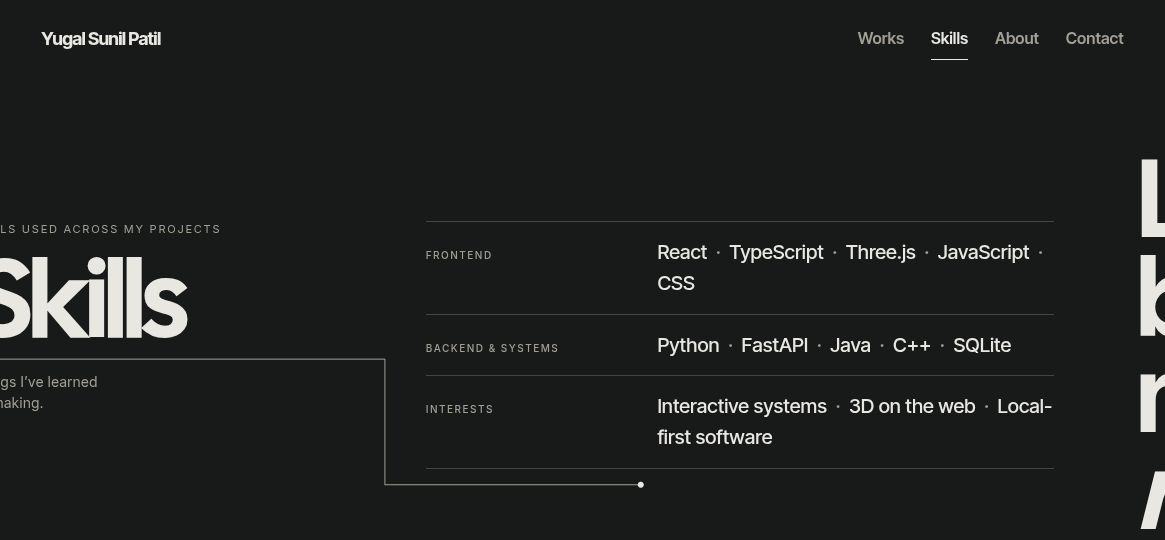 Yugal Sunil Patil
Works Skills About Contact
LS USED ACROSS MY PROJECTS
Skills
gs I've learned
naking.
FRONTEND
React · TypeScript · Three.js · JavaScript ·
CSS
BACKEND & SYSTEMS
Python · FastAPI · Java · C++ · SQLite
INTERESTS
Interactive systems · 3D on the web · Local-
first software
L
b